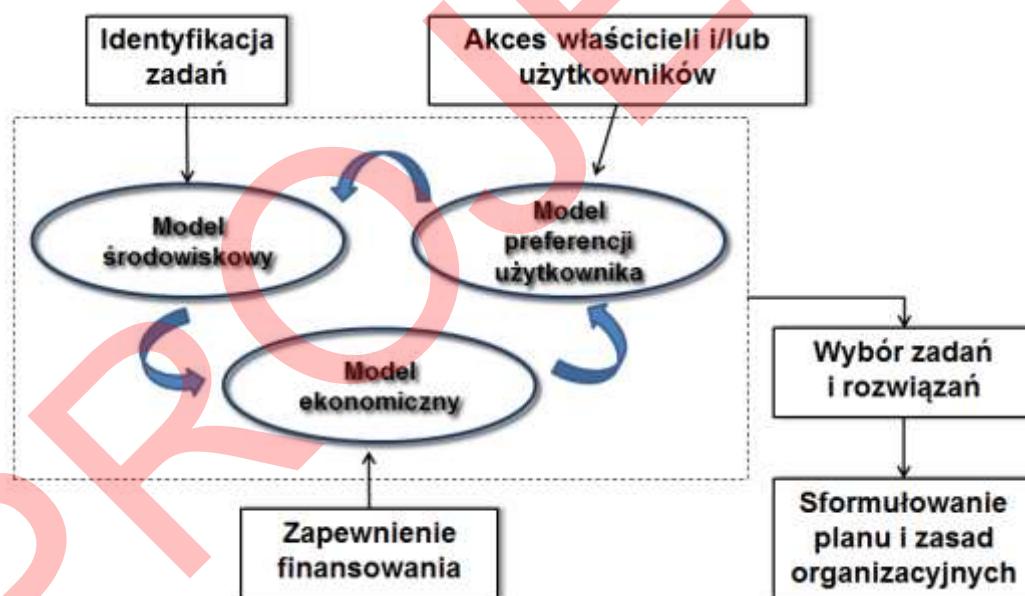 Identyfikacja
zadań
Akces właścicieli i/lub
użytkowników
Model
środowiskowy
Model
preferencji
użytkownika
Model
ekonomiczny
Wybór zadań
i rozwiązań
Zapewnienie
finansowania
Sformułowanie
planu i zasad
organizacyjnych
PROJE